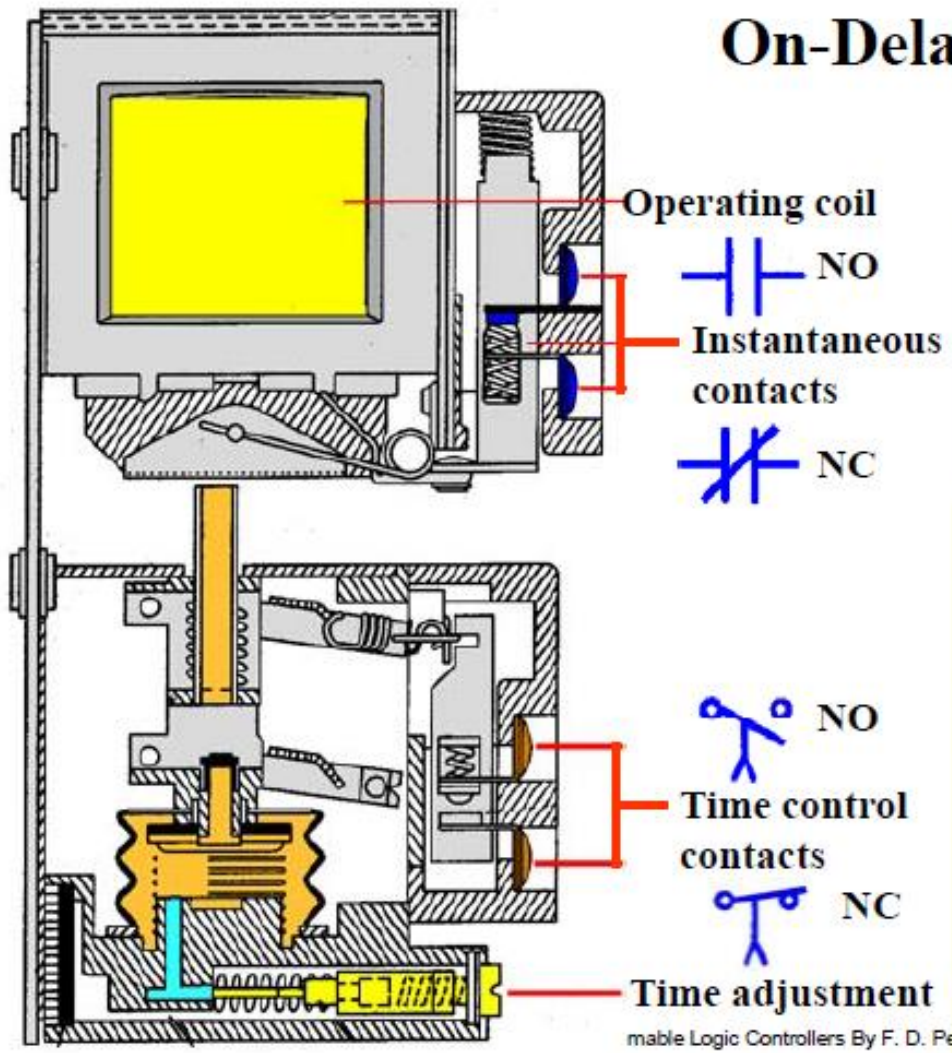 On-Dela
Operating coil
NO
Instantaneous
contacts
NC
NO
Time control
contacts
NC
Time adjustment
mable Logic Controllers By F. D. Pe